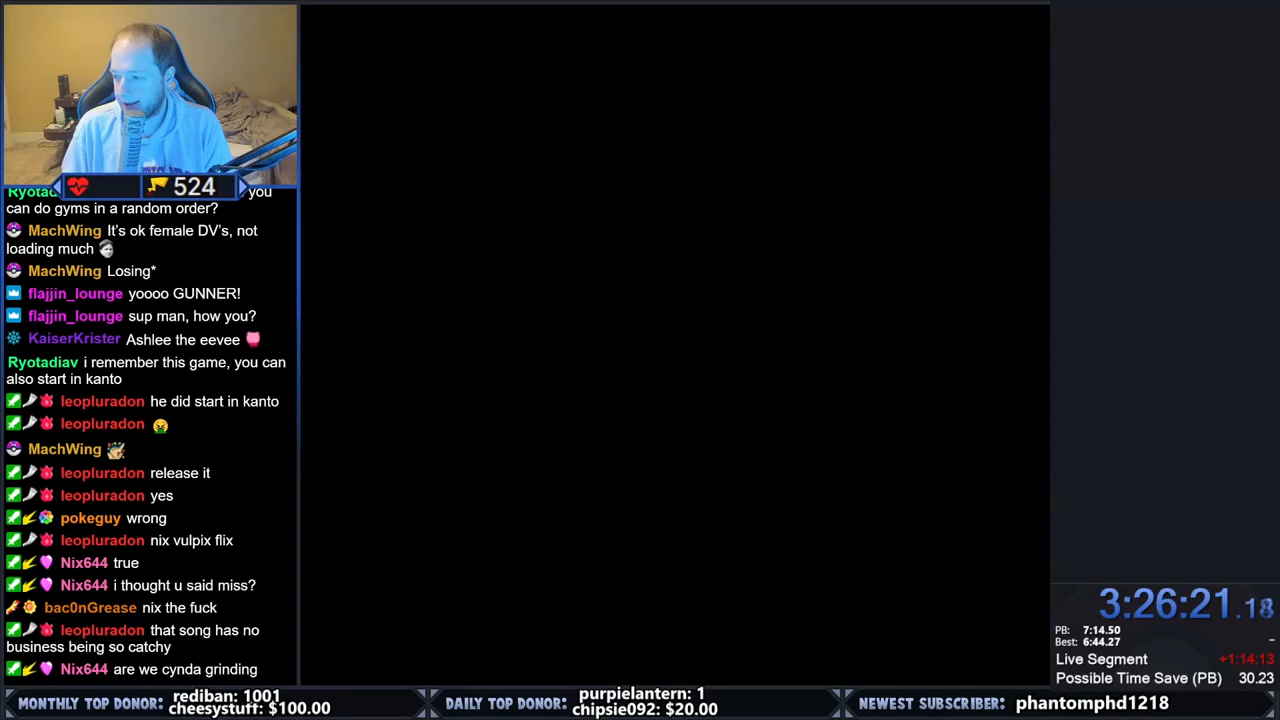 524
Ryotad you
can do gyms in a random order?
MachWing It's ok female DV's, not
loading much
MachWing Losing*
flajjin_lounge yoooo GUNNER!
flajjin_lounge sup man, how you?
KaiserKrister Ashlee the eevee
Ryotadiav i remember this game, you can
also start in kanto
leopluradon he did start in kanto
leopluradon
MachWing
leopluradon release it
leopluradon yes
pokeguy wrong
leopluradon nix vulpix flix
Nix644 true
Nix644 i thought u said miss?
bac0nGrease nix the fuck
leopluradon that song has no
business being so catchy
Nix644 are we cynda grinding
3:26:21.18
PB: 7:14.50
Best: 6:44.27 –
Live Segment +1:14:13
Possible Time Save (PB) 30.23
MONTHLY TOP DONOR: rediban: 1001
cheesystuff: $100.00
DAILY TOP DONOR: purpielantern: 1
chipsie092: $20.00
NEWEST SUBSCRIBER: phantomphd1218